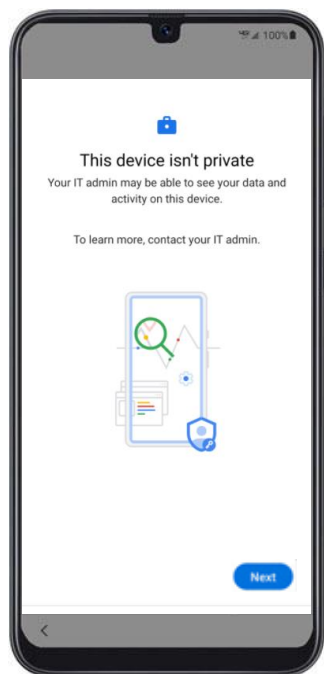 100%
This device isn't private
Your IT admin may be able to see your data and
activity on this device.
To learn more, contact your IT admin.
Next